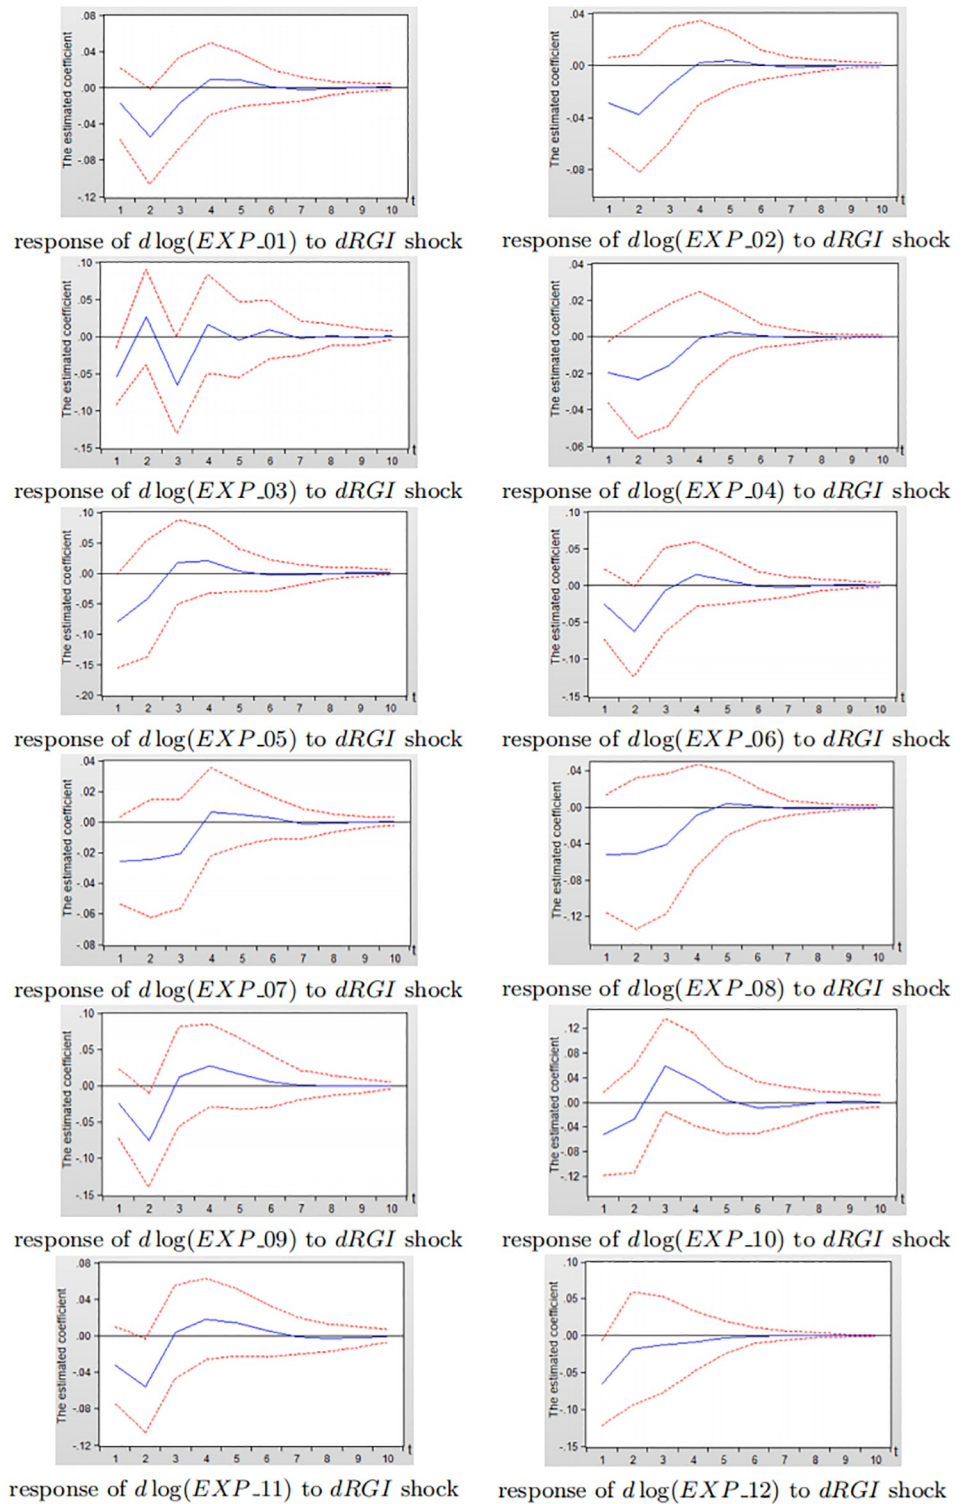 The estimated coefficient
.08
.04
.00
-.04
-.08
-.12
1 2 3 4 5 6 7 8 9 10 t
response of d log(EXP_01) to dRGI shock
The estimated coefficient
.04
.00
-.04
-.08
1 2 3 4 5 6 7 8 9 10 t
response of d log(EXP_02) to dRGI shock
The estimated coefficient
.10
.05
.00
-.05
-.10
-.15
1 2 3 4 5 6 7 8 9 10 t
response of d log(EXP_03) to dRGI shock
The estimated coefficient
.04
.02
.00
-.02
-.04
-.06
1 2 3 4 5 6 7 8 9 10 t
response of d log(EXP_04) to dRGI shock
The estimated coefficient
.10
.05
.00
-.05
-.10
-.15
-.20
1 2 3 4 5 6 7 8 9 10 t
response of d log(EXP_05) to dRGI shock
The estimated coefficient
.10
.05
.00
-.05
-.10
-.15
1 2 3 4 5 6 7 8 9 10 t
response of d log(EXP_06) to dRGI shock
The estimated coefficient
.04
.02
.00
-.02
-.04
-.06
-.08
1 2 3 4 5 6 7 8 9 10 t
response of d log(EXP_07) to dRGI shock
The estimated coefficient
.04
.00
-.04
-.08
-.12
1 2 3 4 5 6 7 8 9 10 t
response of d log(EXP_08) to dRGI shock
The estimated coefficient
.10
.05
.00
-.05
-.10
-.15
1 2 3 4 5 6 7 8 9 10 t
response of d log(EXP_09) to dRGI shock
The estimated coefficient
.12
.08
.04
.00
-.04
-.08
-.12
1 2 3 4 5 6 7 8 9 10 t
response of d log(EXP_10) to dRGI shock
The estimated coefficient
.08
.04
.00
-.04
-.08
-.12
1 2 3 4 5 6 7 8 9 10 t
response of d log(EXP_11) to dRGI shock
The estimated coefficient
.10
.05
.00
-.05
-.10
-.15
1 2 3 4 5 6 7 8 9 10 t
response of d log(EXP_12) to dRGI shock